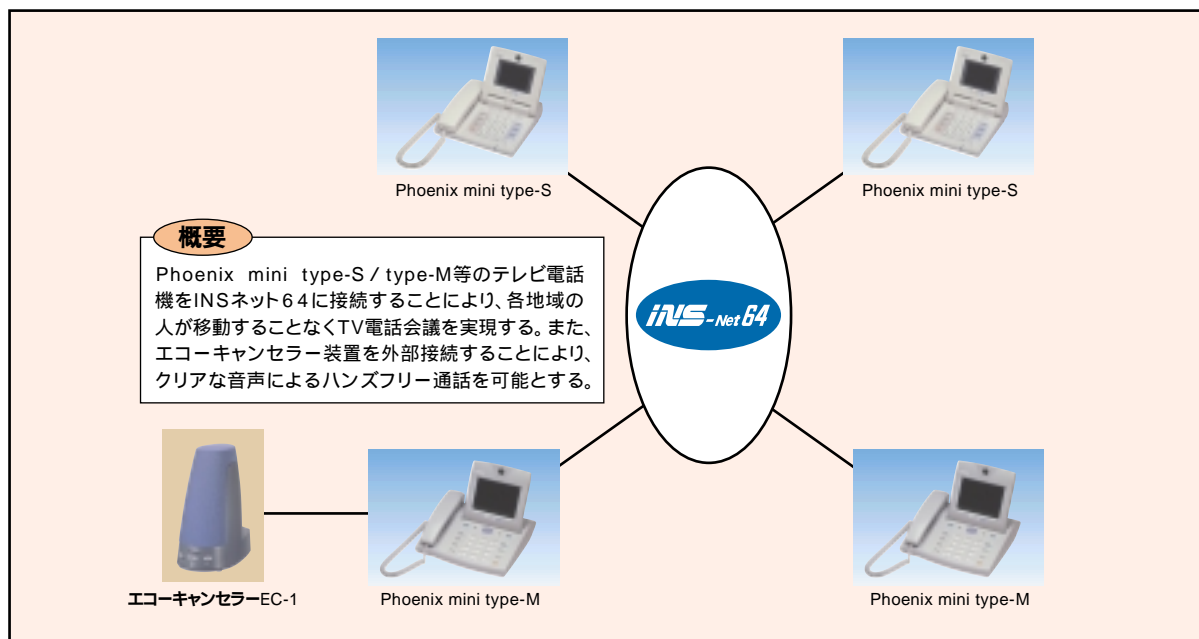 Phoenix mini type-S
Phoenix mini type-S
概要
Phoenix mini type-S / type-M等のテレビ電話
機をINSネット64に接続することにより、各地域の
人が移動することなくTV電話会議を実現する。また、
エコーキャンセラー装置を外部接続することにより、
クリアな音声によるハンズフリー通話を可能とする。
INS-Net 64
エコーキャンセラーEC-1
Phoenix mini type-M
Phoenix mini type-M